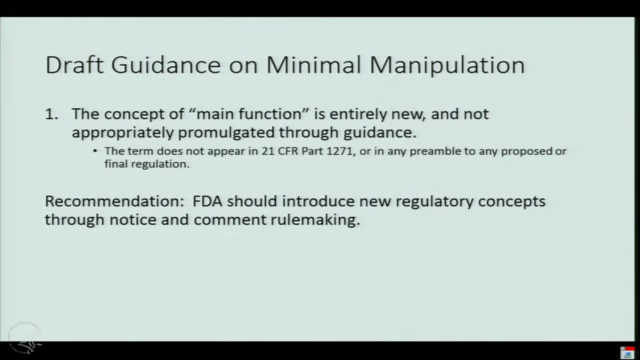 Draft Guidance on Minimal Manipulation
1. The concept of “main function” is entirely new, and not
appropriately promulgated through guidance.
• The term does not appear in 21 CFR Part 1271, or in any preamble to any proposed or
final regulation.
Recommendation: FDA should introduce new regulatory concepts
through notice and comment rulemaking.